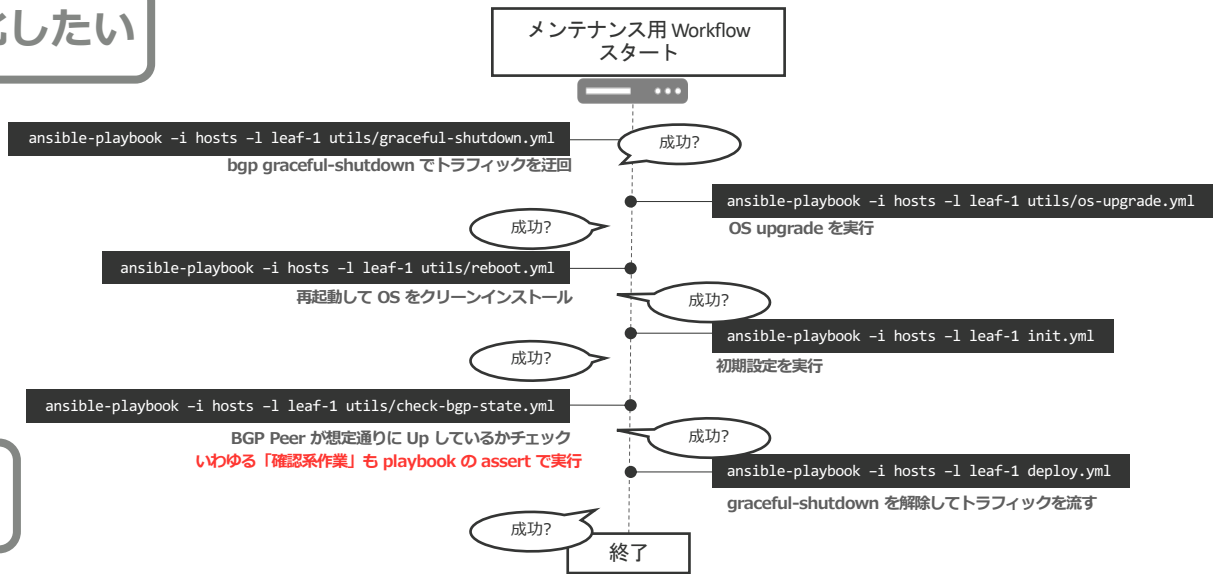 したい
メンテナンス用 Workflow
スタート
ansible-playbook –i hosts –l leaf-1 utils/graceful-shutdown.yml
成功?
bgp graceful-shutdown でトラフィックを迂回
ansible-playbook –i hosts –l leaf-1 utils/os-upgrade.yml
OS upgrade を実行
成功?
ansible-playbook –i hosts –l leaf-1 utils/reboot.yml
再起動して OS をクリーンインストール
成功?
ansible-playbook –i hosts –l leaf-1 init.yml
初期設定を実行
成功?
ansible-playbook –i hosts –l leaf-1 utils/check-bgp-state.yml
BGP Peer が想定通りに Up しているかチェック
いわゆる「確認系作業」も playbook の assert で実行
成功?
ansible-playbook –i hosts –l leaf-1 deploy.yml
graceful-shutdown を解除してトラフィックを流す
成功?
終了